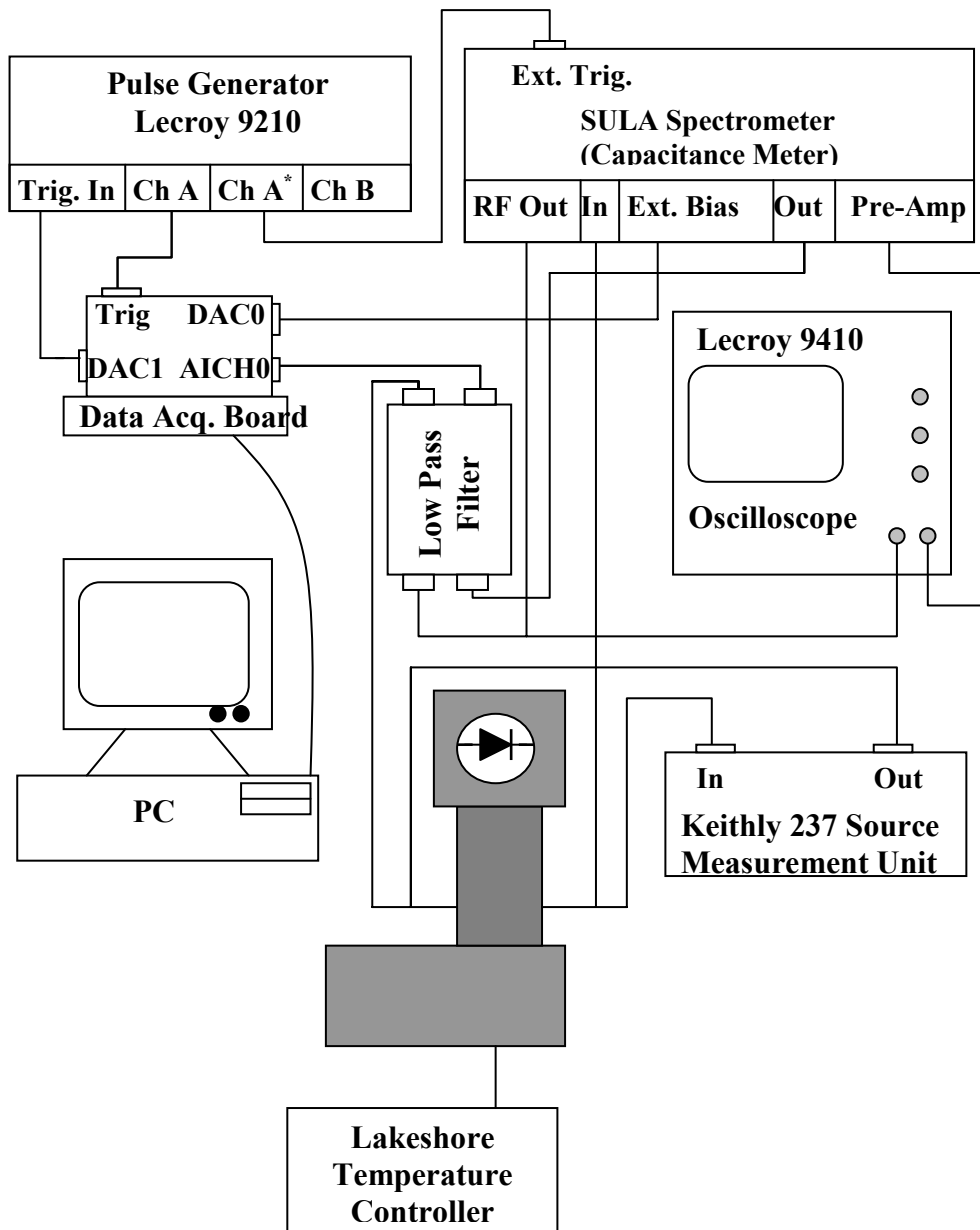 Pulse Generator
Lecroy 9210
Trig. In
Ch A
Ch A*
Ch B
Ext. Trig.
SULA Spectrometer
(Capacitance Meter)
RF Out
In
Ext. Bias
Out
Pre-Amp
Trig
DAC0
DAC1
AICH0
Data Acq. Board
Low Pass
Filter
Lecroy 9410
Oscilloscope
PC
In
Out
Keithly 237 Source
Measurement Unit
Lakeshore
Temperature
Controller